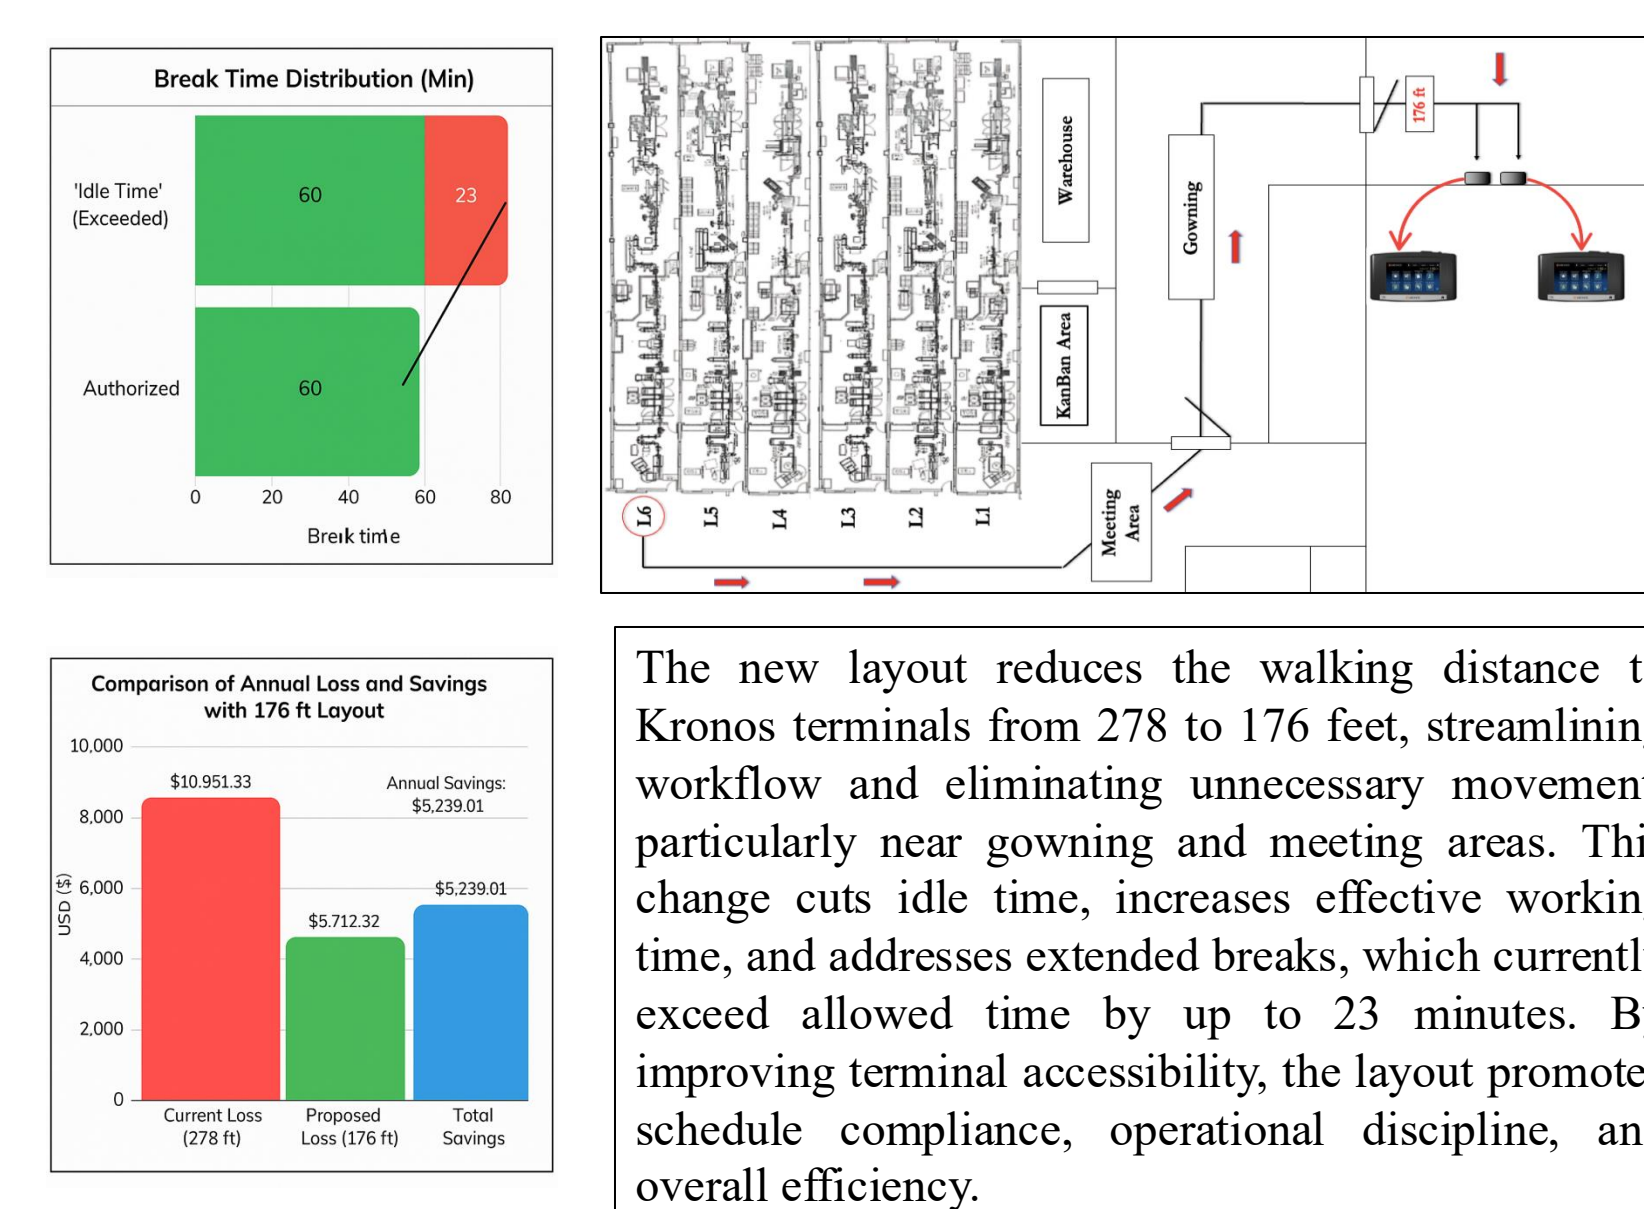 Break Time Distribution (Min)
'Idle Time'
(Exceeded)
60
23
Authorized
60
0 20 40 60 80
Break time
176 ft
Warehouse
Gowning
KanBan Area
Meeting
Area
L6 L5 L4 L3 L2 L1
Comparison of Annual Loss and Savings
with 176 ft Layout
10,000
$10.951.33
Annual Savings:
$5,239.01
8,000
USD ($)
6,000
$5,239.01
$5.712.32
4,000
2,000
0
Current Loss
(278 ft)
Proposed
Loss (176 ft)
Total
Savings
The new layout reduces the walking distance t
Kronos terminals from 278 to 176 feet, streamlining
workflow and eliminating unnecessary movement
particularly near gowning and meeting areas. Thi
change cuts idle time, increases effective working
time, and addresses extended breaks, which currentl
exceed allowed time by up to 23 minutes. By
improving terminal accessibility, the layout promote
schedule compliance, operational discipline, an
overall efficiency.